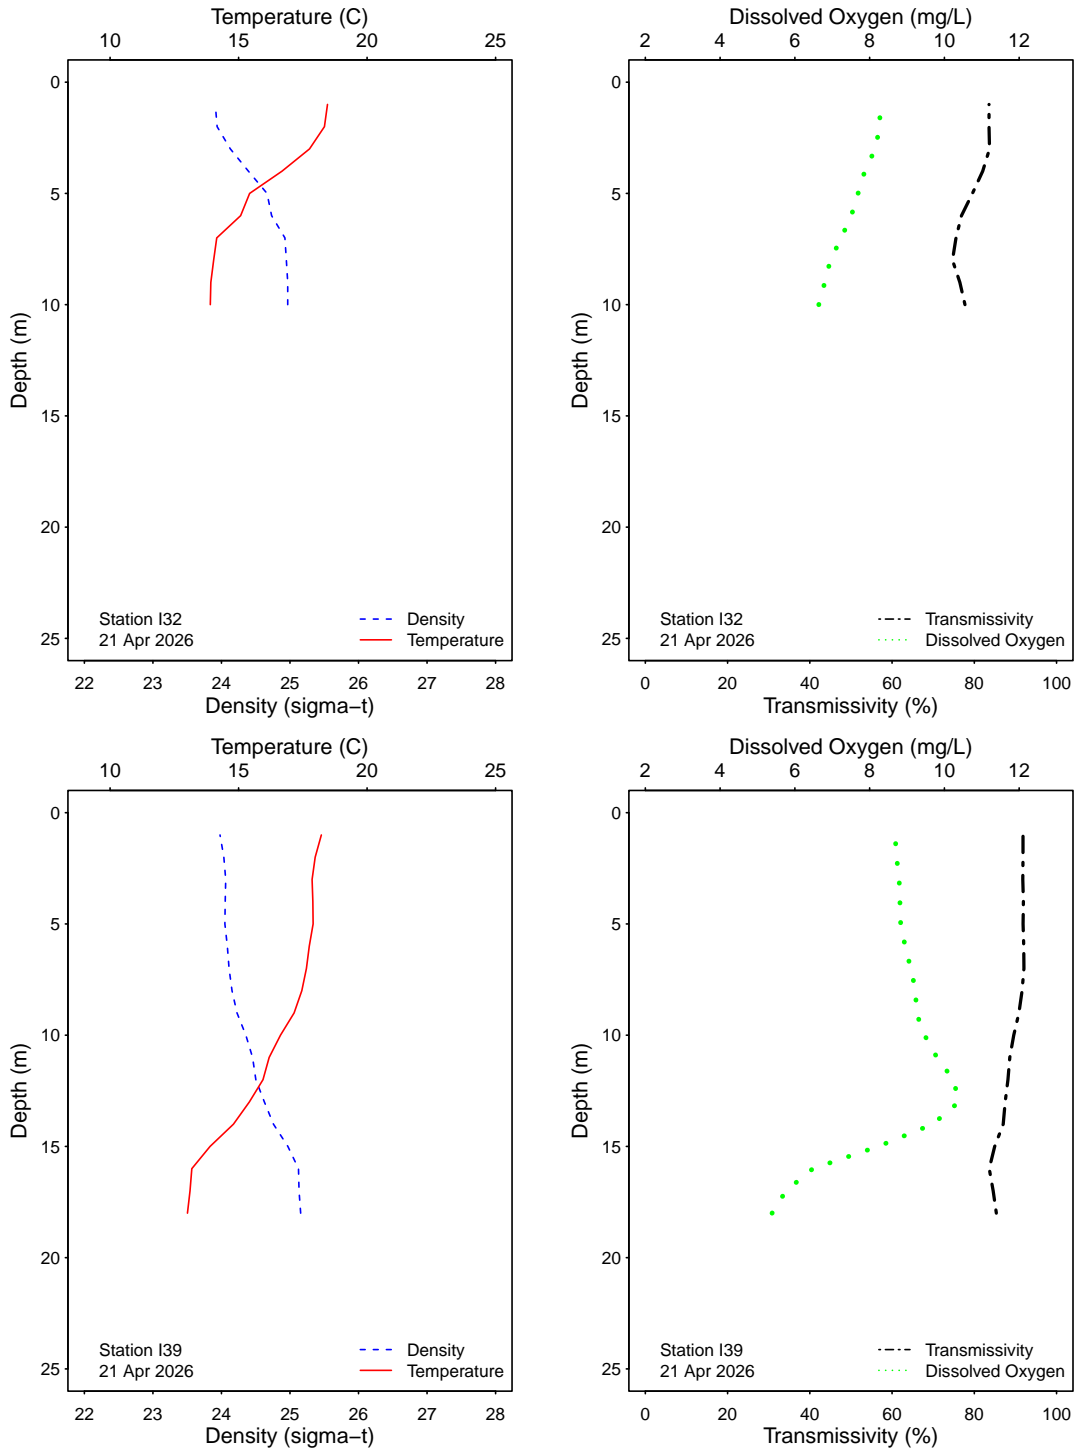 Temperature (C)
10 15 20 25
0
5
10
15
20
25
Depth (m)
Station I32
21 Apr 2026
Density
Temperature
22 23 24 25 26 27 28
Density (sigma−t)
Dissolved Oxygen (mg/L)
2 4 6 8 10 12
0
5
10
15
20
25
Depth (m)
Station I32
21 Apr 2026
Transmissivity
Dissolved Oxygen
0 20 40 60 80 100
Transmissivity (%)
Temperature (C)
10 15 20 25
0
5
10
15
20
25
Depth (m)
Station I39
21 Apr 2026
Density
Temperature
22 23 24 25 26 27 28
Density (sigma−t)
Dissolved Oxygen (mg/L)
2 4 6 8 10 12
0
5
10
15
20
25
Depth (m)
Station I39
21 Apr 2026
Transmissivity
Dissolved Oxygen
0 20 40 60 80 100
Transmissivity (%)